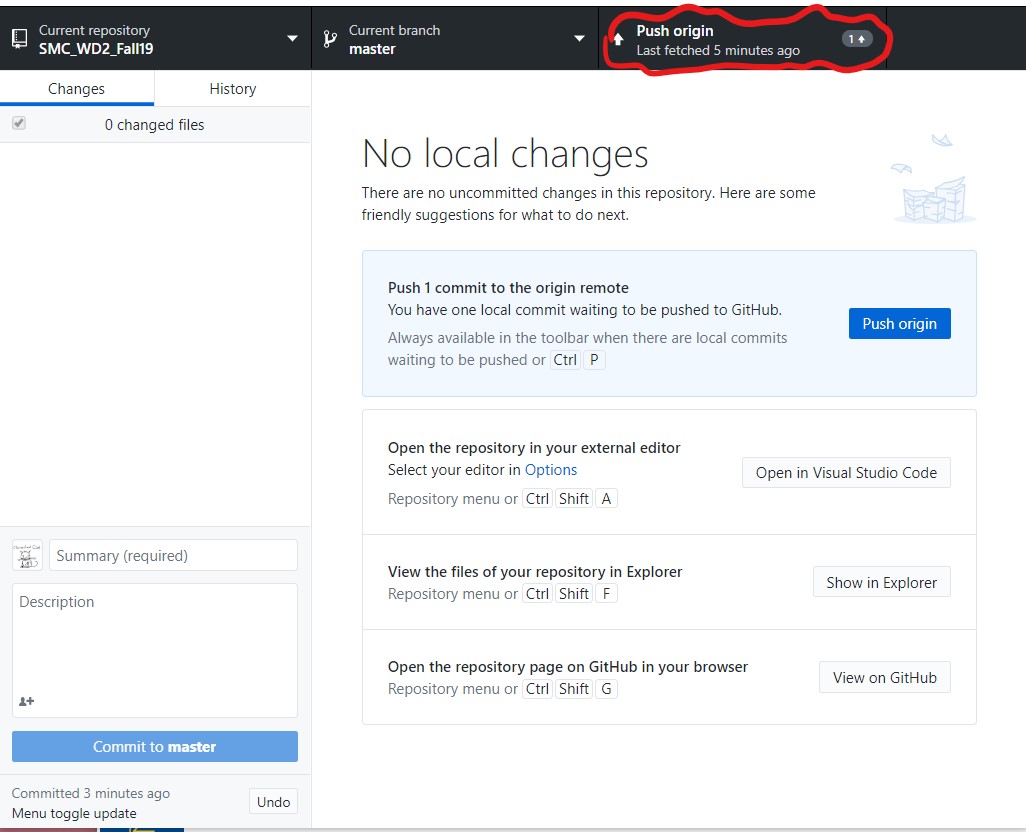 Current repository
SMC_WD2_Fall19
Current branch
master
Push origin
Last fetched 5 minutes ago
1
Changes
History
0 changed files
No local changes
There are no uncommitted changes in this repository. Here are some
friendly suggestions for what to do next.
Push 1 commit to the origin remote
You have one local commit waiting to be pushed to GitHub.
Always available in the toolbar when there are local commits
waiting to be pushed or Ctrl P
Push origin
Open the repository in your external editor
Select your editor in Options
Repository menu or Ctrl Shift A
Open in Visual Studio Code
View the files of your repository in Explorer
Repository menu or Ctrl Shift F
Show in Explorer
Open the repository page on GitHub in your browser
Repository menu or Ctrl Shift G
View on GitHub
Summary (required)
Description
Commit to master
Committed 3 minutes ago
Menu toggle update
Undo